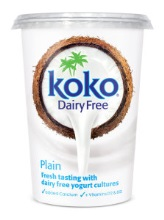 koko
Dairy Free
Plain
fresh tasting with
dairy free yogurt cultures